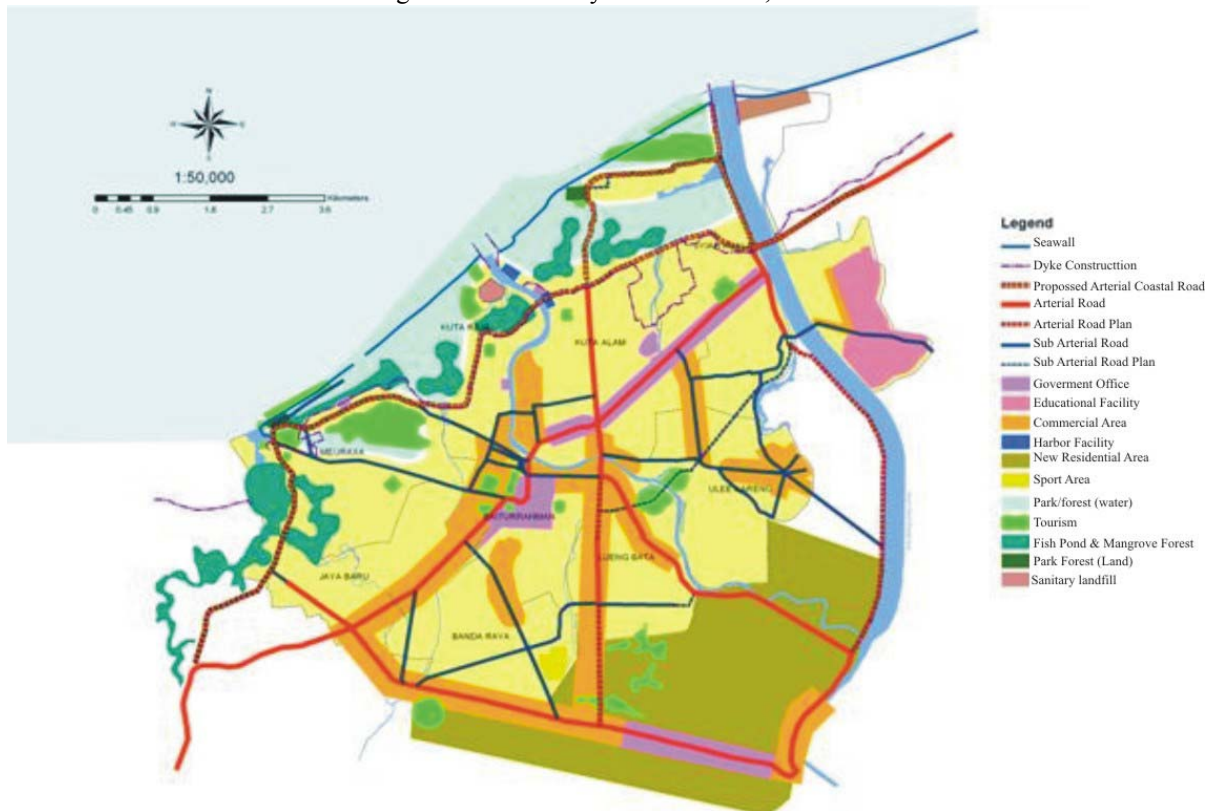 N
1:50,000
Kilometers
0 0.45 0.9 1.8 2.7 3.6
KUTA ALAM
MEURAXA
ULEE KARENG
BAITURRAHMAN
LUENG BATA
JAYA BARU
BANDA RAYA
Legend
Seawall
Dyke Constructtion
Propossed Arterial Coastal Road
Arterial Road
Arterial Road Plan
Sub Arterial Road
Sub Arterial Road Plan
Goverment Office
Educational Facility
Commercial Area
Harbor Facility
New Residential Area
Sport Area
Park/forest (water)
Tourism
Fish Pond & Mangrove Forest
Park Forest (Land)
Sanitary landfill